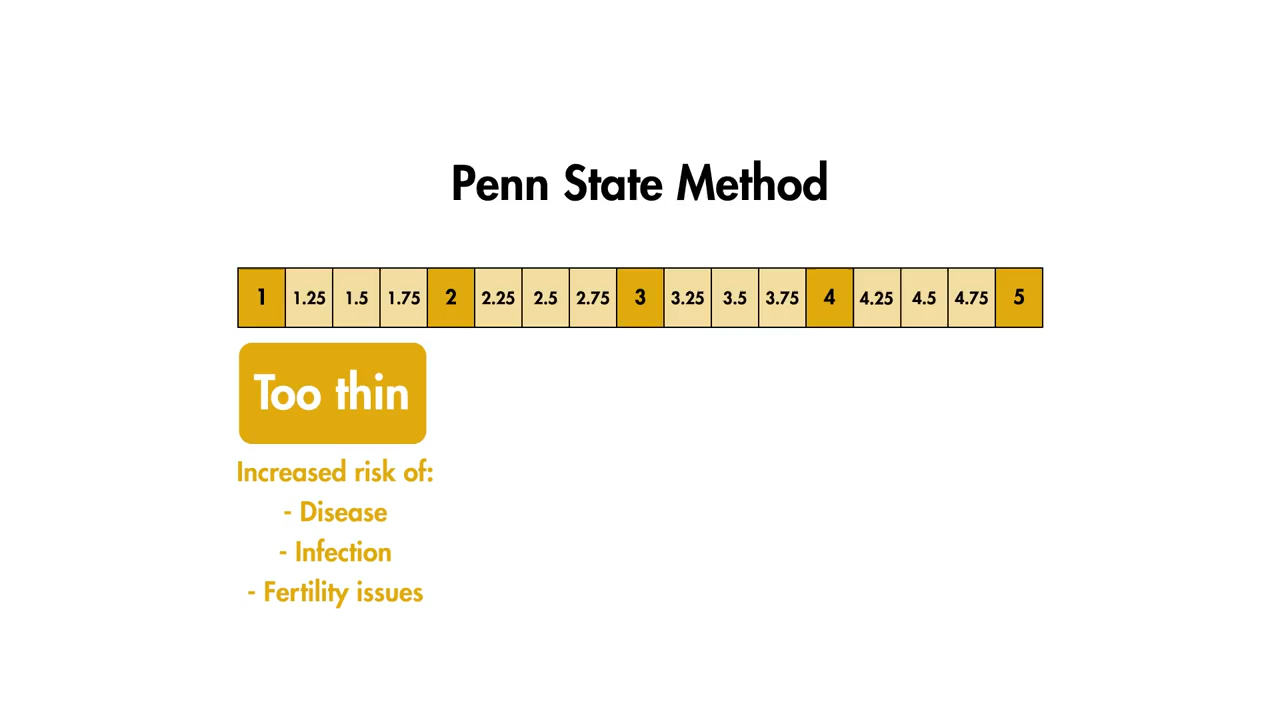 Penn State Method
1 1.25 1.5 1.75 2 2.25 2.5 2.75 3 3.25 3.5 3.75 4 4.25 4.5 4.75 5
Too thin
Increased risk of:
- Disease
- Infection
- Fertility issues